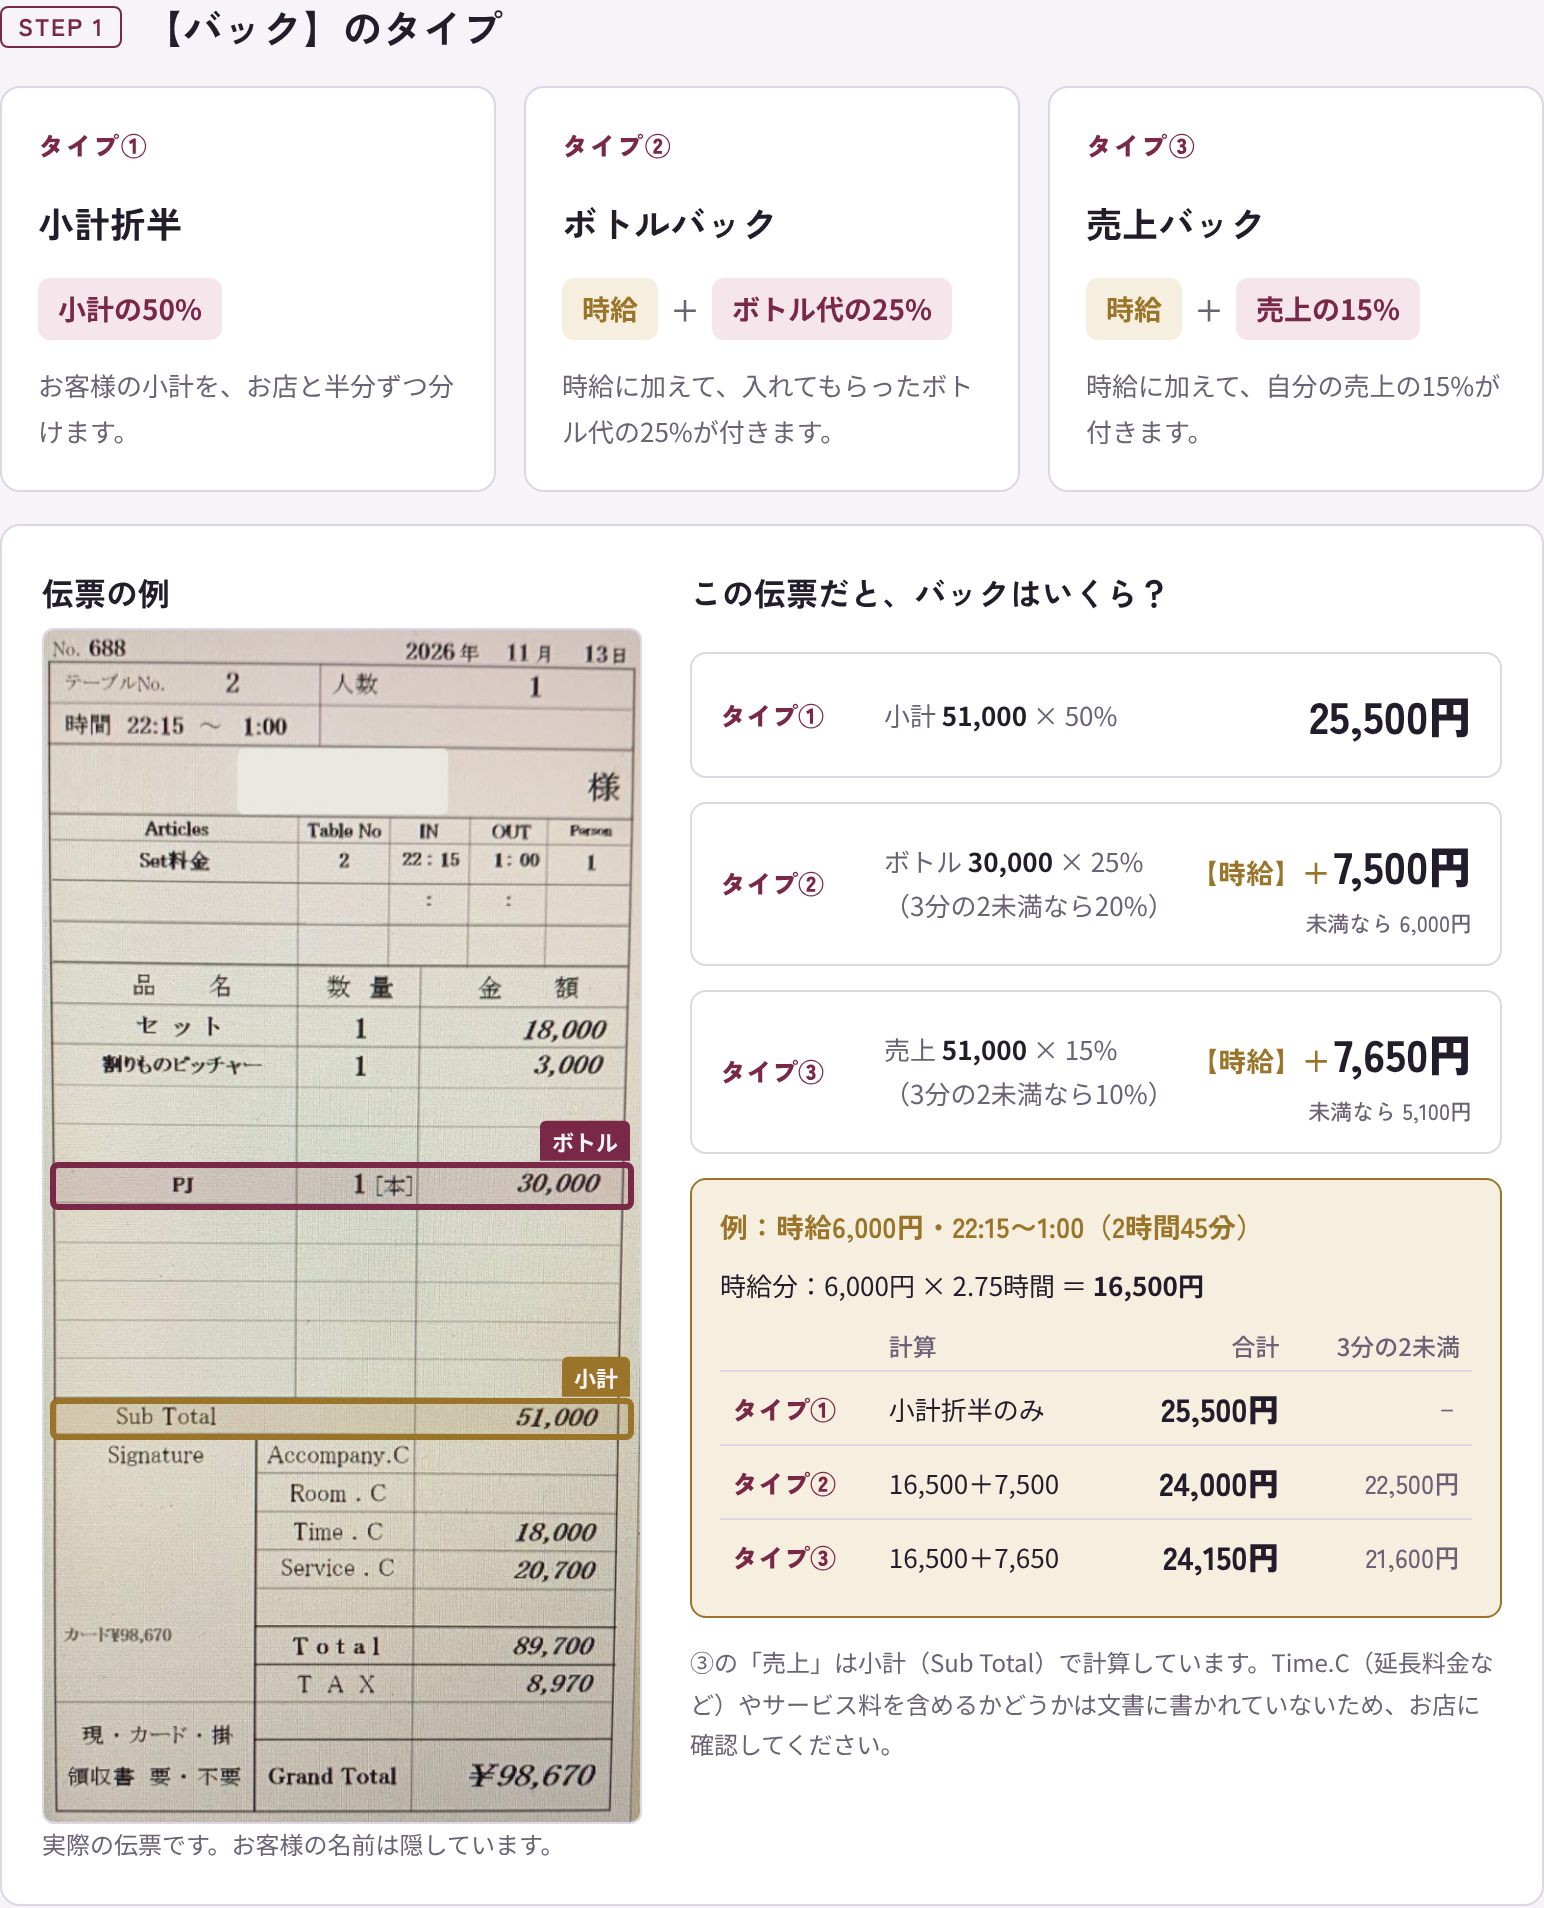 STEP 1 【バック】のタイプ
タイプ①
小計折半
小計の50%
お客様の小計を、お店と半分ずつ分
けます。
タイプ②
ボトルバック
時給 + ボトル代の25%
時給に加えて、入れてもらったボト
ル代の25%が付きます。
タイプ③
売上バック
時給 + 売上の15%
時給に加えて、自分の売上の15%が
付きます。
伝票の例
No. 688 2026年 11月 13日
テーブルNo. 2 人数 1
時間 22:15 ～ 1:00
様
Articles Table No IN OUT Person
Set料金 2 22:15 1:00 1
: :
品 名 数 量 金 額
セット 1 18,000
割りものピッチャー 1 3,000
ボトル
PJ 1 [本] 30,000
小計
Sub Total 51,000
Signature Accompany.C
Room . C
Time . C 18,000
Service . C 20,700
カード¥98,670
Total 89,700
TAX 8,970
現・カード・掛
領収書 要・不要 Grand Total ¥98,670
実際の伝票です。お客様の名前は隠しています。
この伝票だと、バックはいくら？
タイプ① 小計 51,000 × 50% 25,500円
タイプ② ボトル 30,000 × 25% 【時給】+7,500円
（3分の2未満なら20%） 未満なら 6,000円
タイプ③ 売上 51,000 × 15% 【時給】+7,650円
（3分の2未満なら10%） 未満なら 5,100円
例：時給6,000円・22:15〜1:00（2時間45分）
時給分：6,000円 × 2.75時間 ＝ 16,500円
計算 合計 3分の2未満
タイプ① 小計折半のみ 25,500円 –
タイプ② 16,500＋7,500 24,000円 22,500円
タイプ③ 16,500＋7,650 24,150円 21,600円
③の「売上」は小計（Sub Total）で計算しています。Time.C（延長料金な
ど）やサービス料を含めるかどうかは文書に書かれていないため、お店に
確認してください。